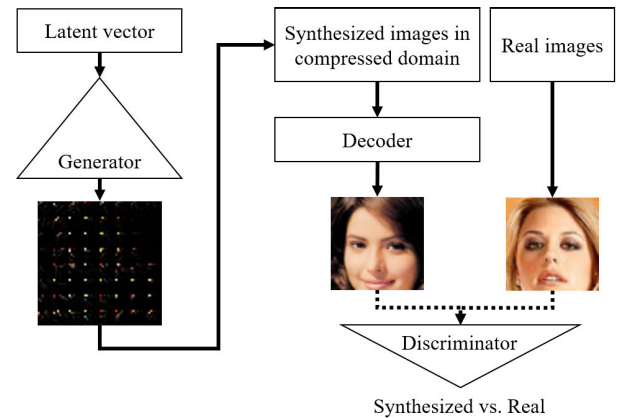 Latent vector
Generator
Synthesized images in
compressed domain
Real images
Decoder
Discriminator
Synthesized vs. Real